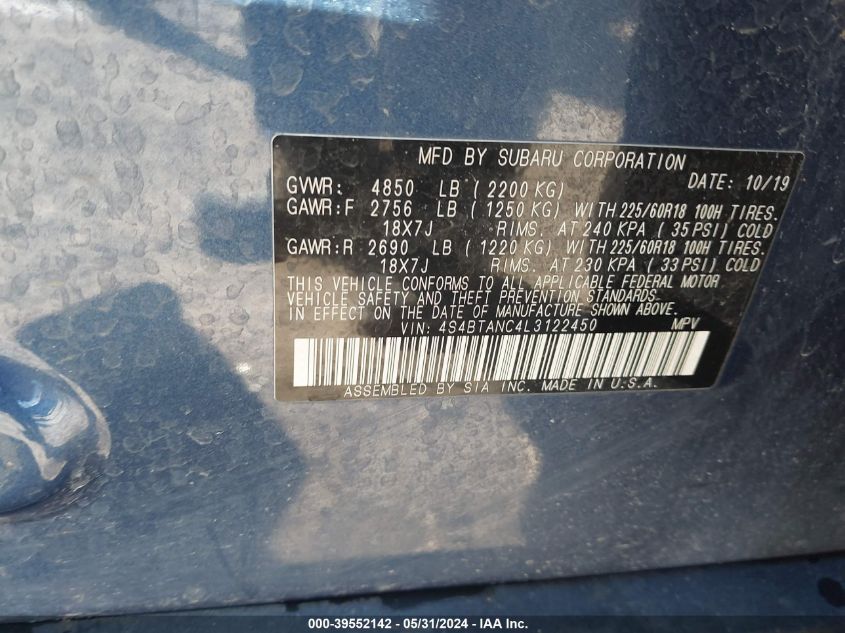 MFD BY SUBARU CORPORATION
GVWR: 4850 LB ( 2200 KG) DATE: 10/19
GAWR:F 2756 LB ( 1250 KG) WITH 225/60R18 100H TIRES.
18X7J RIMS. AT 240 KPA ( 35 PSI) COLD
GAWR:R 2690 LB ( 1220 KG) WITH 225/60R18 100H TIRES.
18X7J RIMS. AT 230 KPA ( 33 PSI) COLD
THIS VEHICLE CONFORMS TO ALL APPLICABLE FEDERAL MOTOR
VEHICLE SAFETY AND THEFT PREVENTION STANDARDS
IN EFFECT ON THE DATE OF MANUFACTURE SHOWN ABOVE.
VIN: 4S4BTANC4L3122450 MPV
ASSEMBLED BY SIA INC. MADE IN U.S.A.
000-39552142 - 05/31/2024 - IAA Inc.